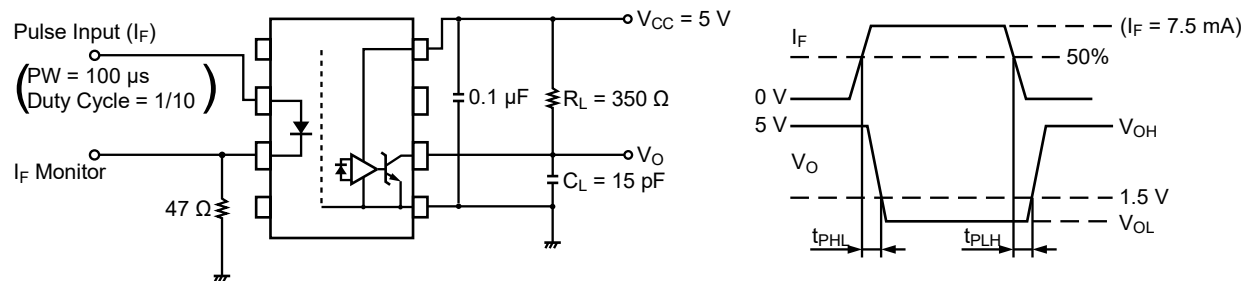 Pulse Input (IF)
PW = 100 μs
Duty Cycle = 1/10
IF Monitor
47 Ω
VCC = 5 V
0.1 μF
RL = 350 Ω
VO
CL = 15 pF
IF
(IF = 7.5 mA)
50%
0 V
5 V
VOH
VO
1.5 V
VOL
tPHL
tPLH